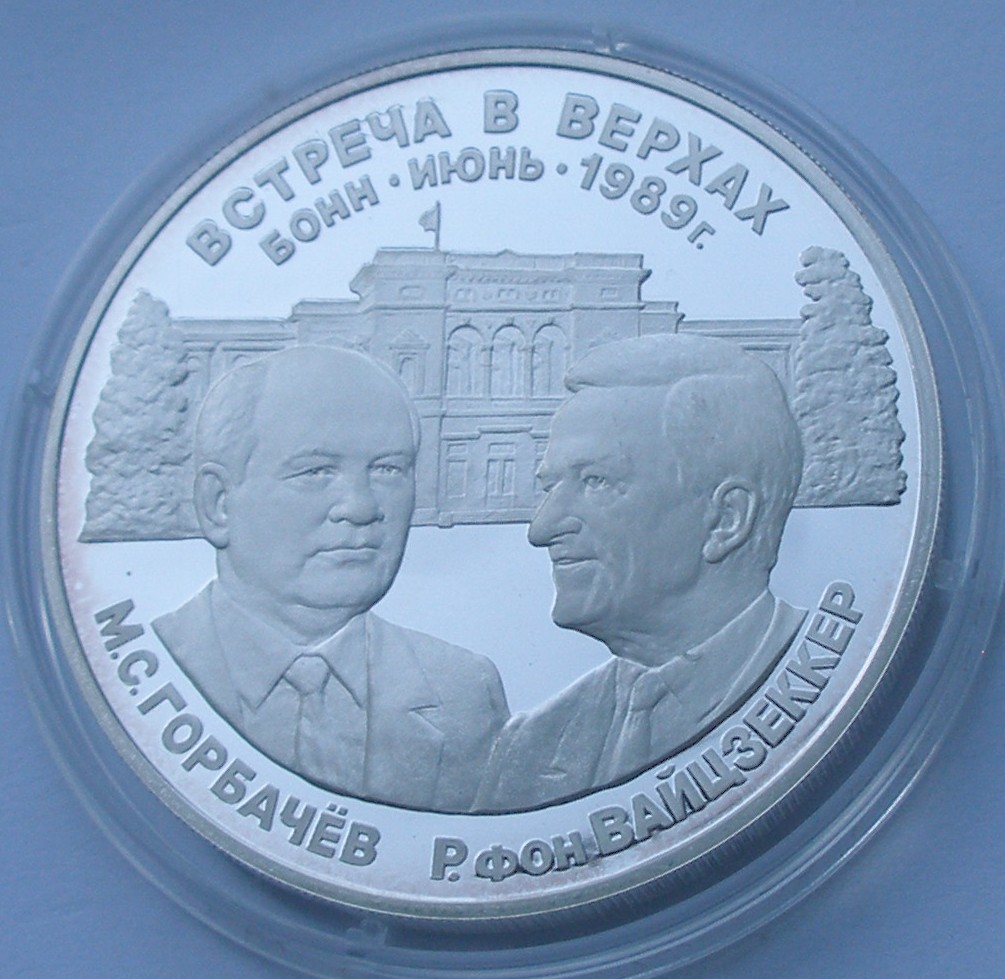 ВСТРЕЧА В ВЕРХАХ
БОНН · ИЮНЬ · 1989г.
М.С. ГОРБАЧЁВ
Р. ФОН ВАЙЦЗЕККЕР